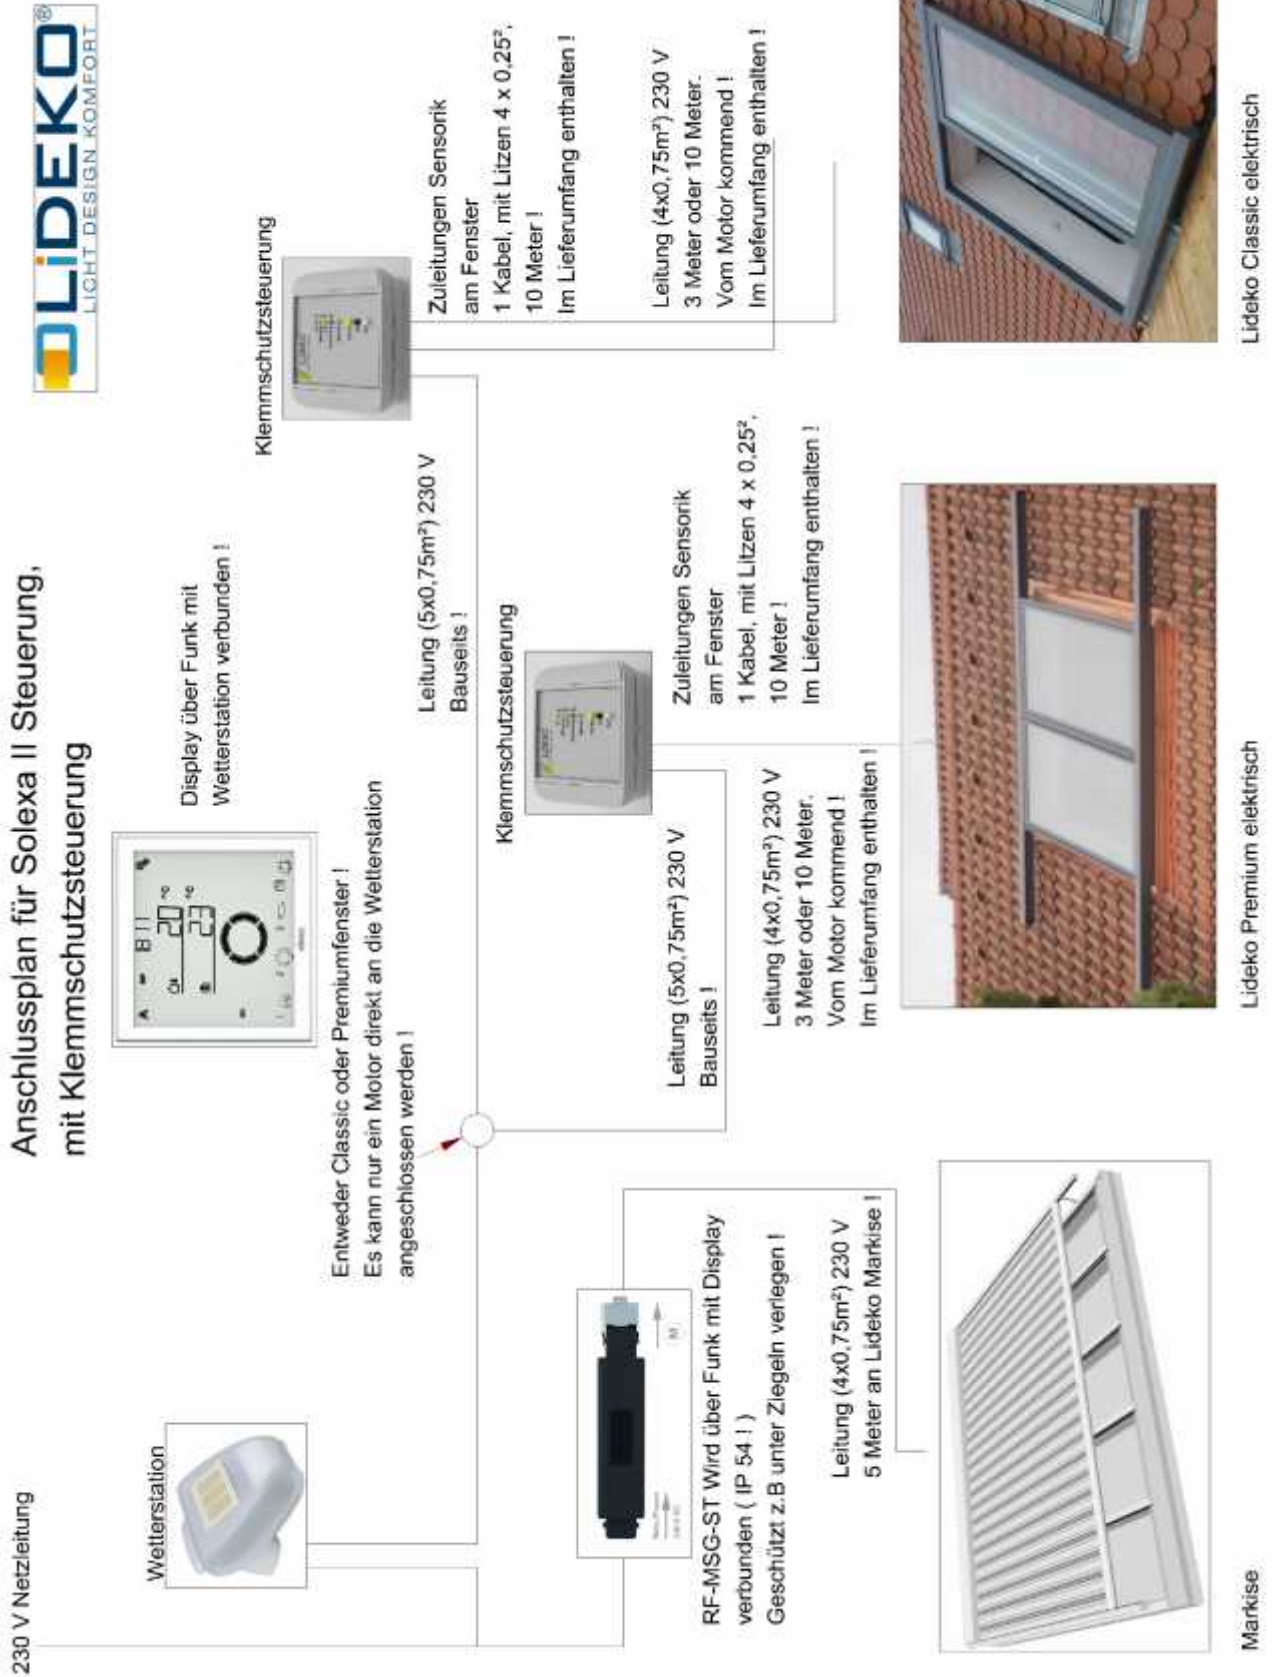 Anschlussplan für Solexa II Steuerung,
mit Klemmschutzsteuerung
LiDEKO®
LICHT DESIGN KOMFORT
230 V Netzleitung
Wetterstation
Display über Funk mit
Wetterstation verbunden !
A
B II
20 °C
23 °C
Entweder Classic oder Premiumfenster !
Es kann nur ein Motor direkt an die Wetterstation
angeschlossen werden !
Klemmschutzsteuerung
Leitung (5x0,75m²) 230 V
Bauseits !
Zuleitungen Sensorik
am Fenster
1 Kabel, mit Litzen 4 x 0,25²,
10 Meter !
Im Lieferumfang enthalten !
Leitung (4x0,75m²) 230 V
3 Meter oder 10 Meter.
Vom Motor kommend !
Im Lieferumfang enthalten !
Klemmschutzsteuerung
Leitung (5x0,75m²) 230 V
Bauseits !
Zuleitungen Sensorik
am Fenster
1 Kabel, mit Litzen 4 x 0,25²,
10 Meter !
Im Lieferumfang enthalten !
Leitung (4x0,75m²) 230 V
3 Meter oder 10 Meter.
Vom Motor kommend !
Im Lieferumfang enthalten !
M
RF-MSG-ST Wird über Funk mit Display
verbunden ( IP 54 ! )
Geschützt z.B unter Ziegeln verlegen !
Leitung (4x0,75m²) 230 V
5 Meter an Lideko Markise !
Markise
Lideko Premium elektrisch
Lideko Classic elektrisch